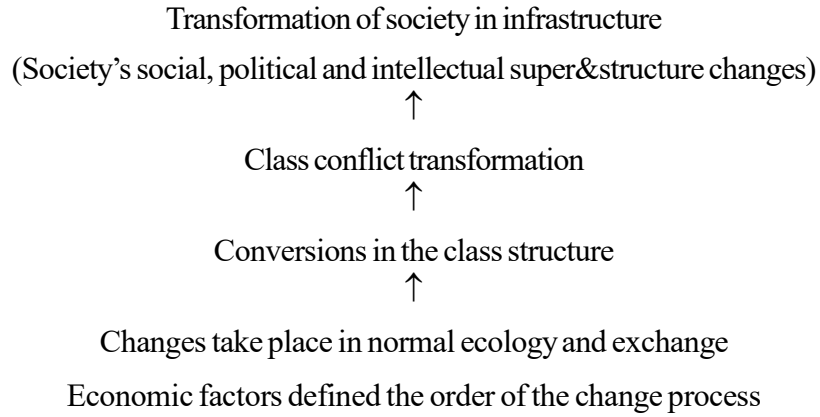 Transformation of society in infrastructure
(Society’s social, political and intellectual super&structure changes)
↑
Class conflict transformation
↑
Conversions in the class structure
↑
Changes take place in normal ecology and exchange
Economic factors defined the order of the change process